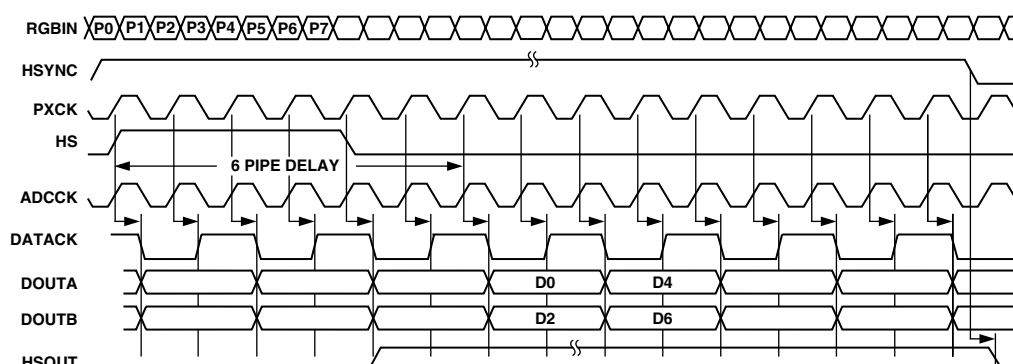 RGBIN P0 P1 P2 P3 P4 P5 P6 P7
HSYNC
PXCK
HS
6 PIPE DELAY
ADCCK
DATACK
DOUTA D0 D4
DOUTB D2 D6
HSOUT